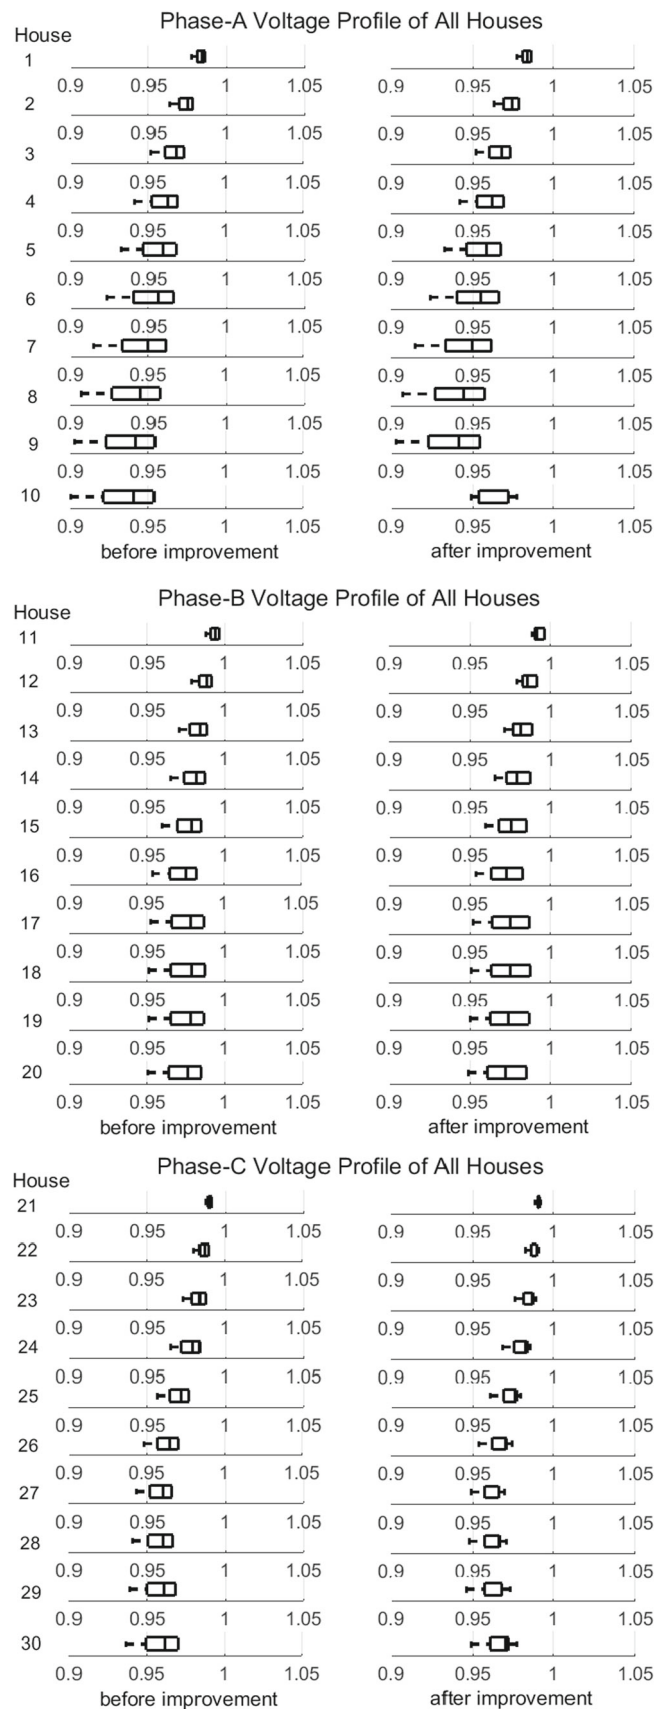 Phase-A Voltage Profile of All Houses
House
1
0.9 0.95 1 1.05 0.9 0.95 1 1.05
2
0.9 0.95 1 1.05 0.9 0.95 1 1.05
3
0.9 0.95 1 1.05 0.9 0.95 1 1.05
4
0.9 0.95 1 1.05 0.9 0.95 1 1.05
5
0.9 0.95 1 1.05 0.9 0.95 1 1.05
6
0.9 0.95 1 1.05 0.9 0.95 1 1.05
7
0.9 0.95 1 1.05 0.9 0.95 1 1.05
8
0.9 0.95 1 1.05 0.9 0.95 1 1.05
9
0.9 0.95 1 1.05 0.9 0.95 1 1.05
10
0.9 0.95 1 1.05 0.9 0.95 1 1.05
before improvement after improvement
Phase-B Voltage Profile of All Houses
House
11
0.9 0.95 1 1.05 0.9 0.95 1 1.05
12
0.9 0.95 1 1.05 0.9 0.95 1 1.05
13
0.9 0.95 1 1.05 0.9 0.95 1 1.05
14
0.9 0.95 1 1.05 0.9 0.95 1 1.05
15
0.9 0.95 1 1.05 0.9 0.95 1 1.05
16
0.9 0.95 1 1.05 0.9 0.95 1 1.05
17
0.9 0.95 1 1.05 0.9 0.95 1 1.05
18
0.9 0.95 1 1.05 0.9 0.95 1 1.05
19
0.9 0.95 1 1.05 0.9 0.95 1 1.05
20
0.9 0.95 1 1.05 0.9 0.95 1 1.05
before improvement after improvement
Phase-C Voltage Profile of All Houses
House
21
0.9 0.95 1 1.05 0.9 0.95 1 1.05
22
0.9 0.95 1 1.05 0.9 0.95 1 1.05
23
0.9 0.95 1 1.05 0.9 0.95 1 1.05
24
0.9 0.95 1 1.05 0.9 0.95 1 1.05
25
0.9 0.95 1 1.05 0.9 0.95 1 1.05
26
0.9 0.95 1 1.05 0.9 0.95 1 1.05
27
0.9 0.95 1 1.05 0.9 0.95 1 1.05
28
0.9 0.95 1 1.05 0.9 0.95 1 1.05
29
0.9 0.95 1 1.05 0.9 0.95 1 1.05
30
0.9 0.95 1 1.05 0.9 0.95 1 1.05
before improvement after improvement